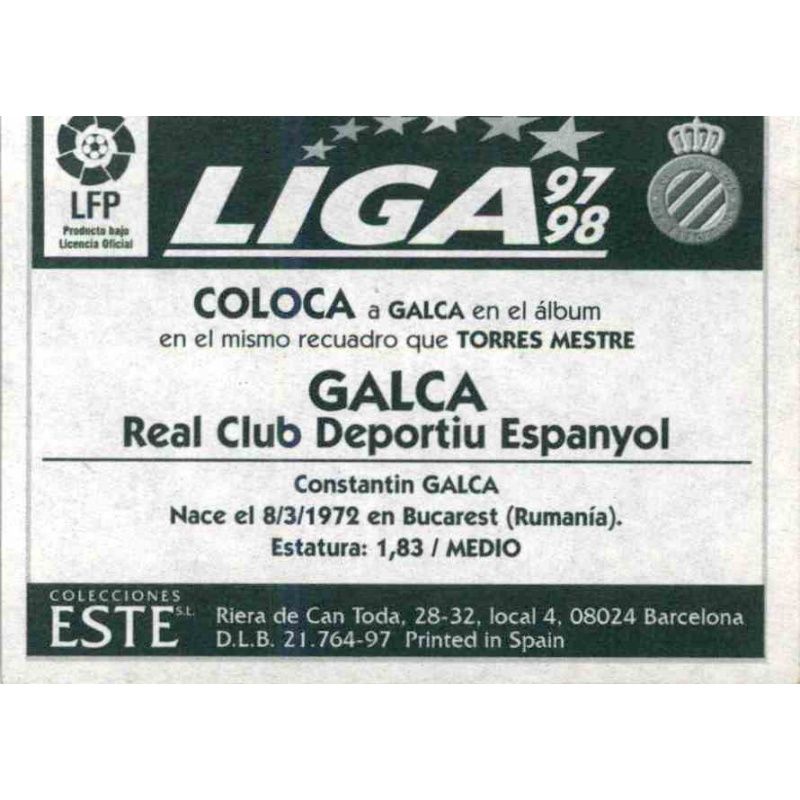 LFP
Producto bajo
Licencia Oficial
LIGA 97
98
COLOCA a GALCA en el álbum
en el mismo recuadro que TORRES MESTRE
GALCA
Real Club Deportiu Espanyol
Constantin GALCA
Nace el 8/3/1972 en Bucarest (Rumanía).
Estatura: 1,83 / MEDIO
COLECCIONES
ESTE S.L.
Riera de Can Toda, 28-32, local 4, 08024 Barcelona
D.L.B. 21.764-97 Printed in Spain